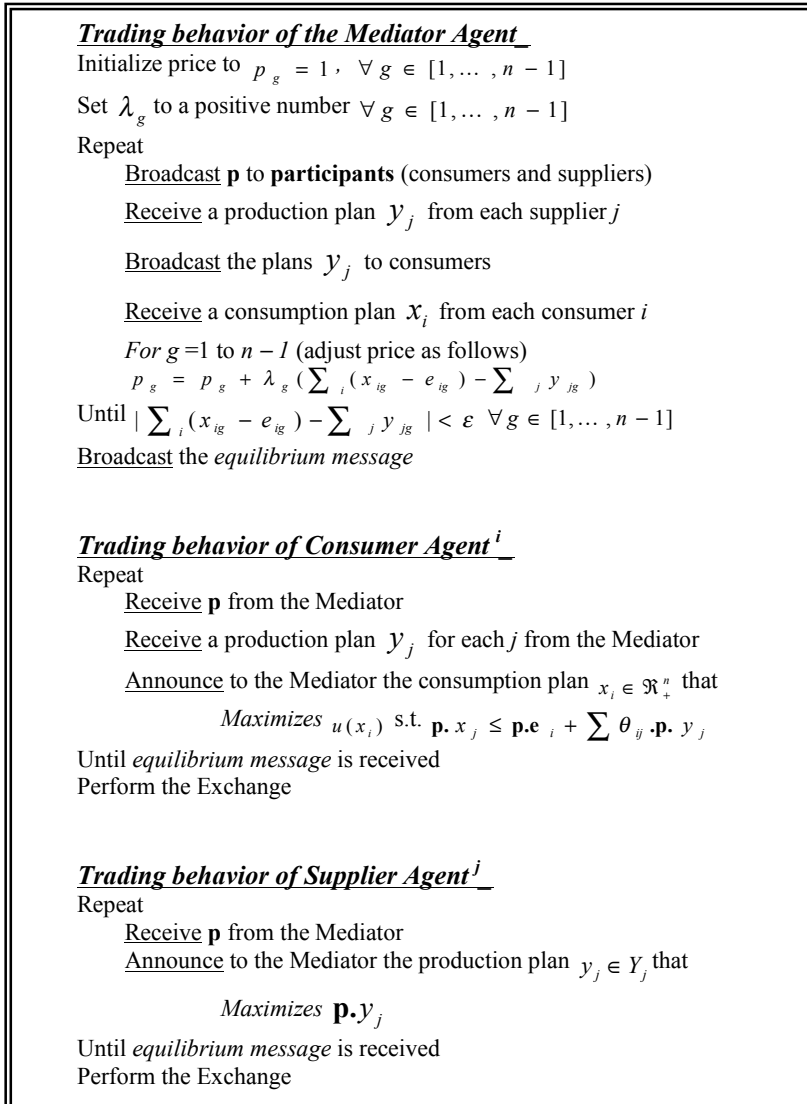 Trading behavior of the Mediator Agent_
Initialize price to p_g = 1, ∀ g ∈ [1,… , n − 1]
Set λ_g to a positive number ∀ g ∈ [1,… , n − 1]
Repeat
Broadcast p to participants (consumers and suppliers)
Receive a production plan y_j from each supplier j
Broadcast the plans y_j to consumers
Receive a consumption plan x_i from each consumer i
For g =1 to n − 1 (adjust price as follows)
p_g = p_g + λ_g (∑_i (x_ig − e_ig) − ∑_j y_jg)
Until | ∑_i (x_ig − e_ig) − ∑_j y_jg | < ε ∀ g ∈ [1,… , n − 1]
Broadcast the equilibrium message
Trading behavior of Consumer Agent^i_
Repeat
Receive p from the Mediator
Receive a production plan y_j for each j from the Mediator
Announce to the Mediator the consumption plan x_i ∈ ℜ_+^n that
Maximizes u(x_i) s.t. p. x_j ≤ p.e_i + ∑ θ_ij .p. y_j
Until equilibrium message is received
Perform the Exchange
Trading behavior of Supplier Agent^j_
Repeat
Receive p from the Mediator
Announce to the Mediator the production plan y_j ∈ Y_j that
Maximizes p.y_j
Until equilibrium message is received
Perform the Exchange